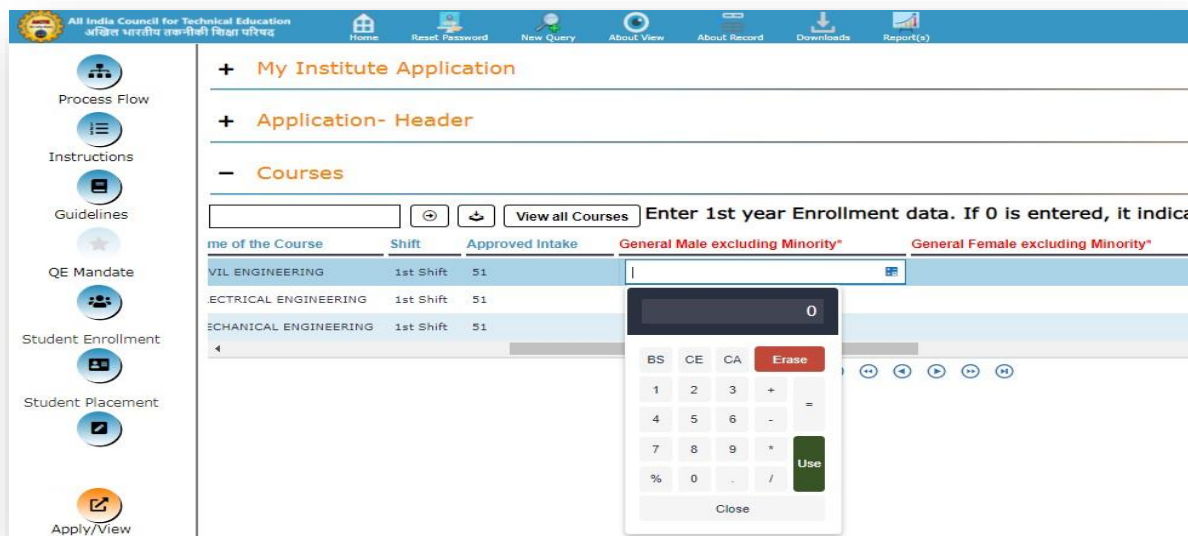 All India Council for Technical Education
अखिल भारतीय तकनीकी शिक्षा परिषद
Home
Reset Password
New Query
About View
About Record
Downloads
Report(s)
Process Flow
Instructions
Guidelines
QE Mandate
Student Enrollment
Student Placement
Apply/View
+ My Institute Application
+ Application- Header
− Courses
View all Courses
Enter 1st year Enrollment data. If 0 is entered, it indica
me of the Course Shift Approved Intake General Male excluding Minority* General Female excluding Minority*
VIL ENGINEERING 1st Shift 51
LECTRICAL ENGINEERING 1st Shift 51
ECHANICAL ENGINEERING 1st Shift 51
0
BS CE CA Erase
1 2 3 + =
4 5 6 -
7 8 9 * Use
% 0 . /
Close